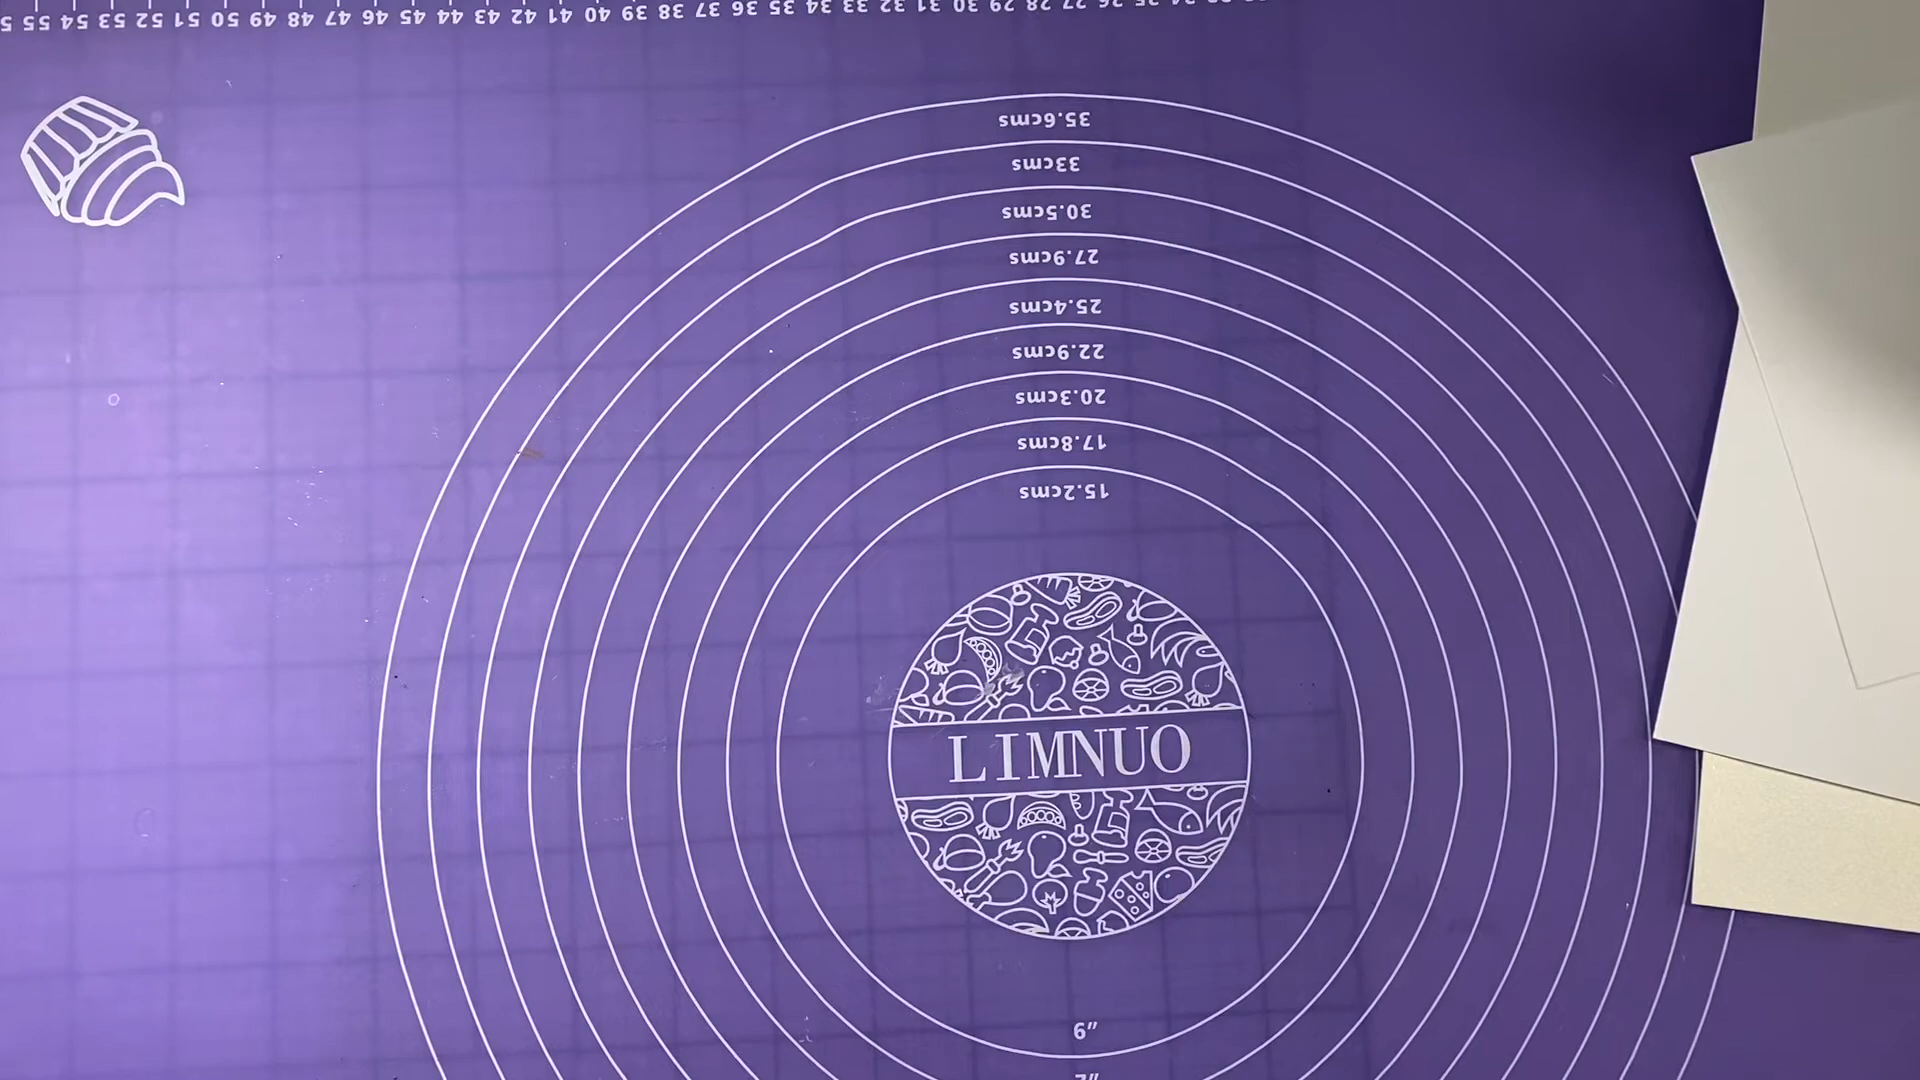 55 54 53 52 51 50 49 48 47 46 45 44 43 42 41 40 39 38 37 36 35 34 33 32 31 30 29 28 27 26
35.6cms
33cms
30.5cms
27.9cms
25.4cms
22.9cms
20.3cms
17.8cms
15.2cms
LIMNUO
6"